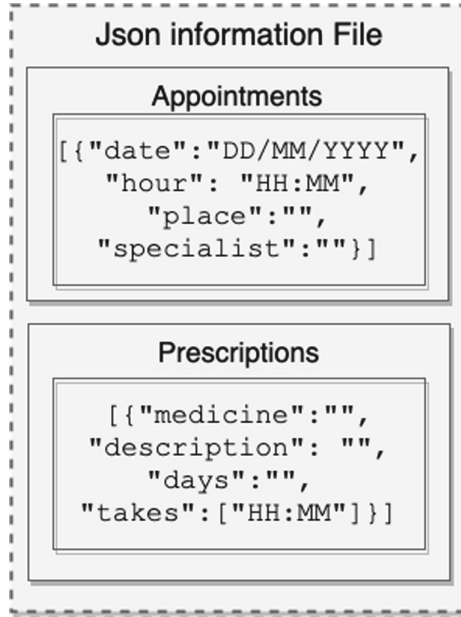 Json information File
Appointments
[{"date":"DD/MM/YYYY",
"hour": "HH:MM",
"place":"",
"specialist":""}]
Prescriptions
[{"medicine":"",
"description": "",
"days":"",
"takes":["HH:MM"]}]